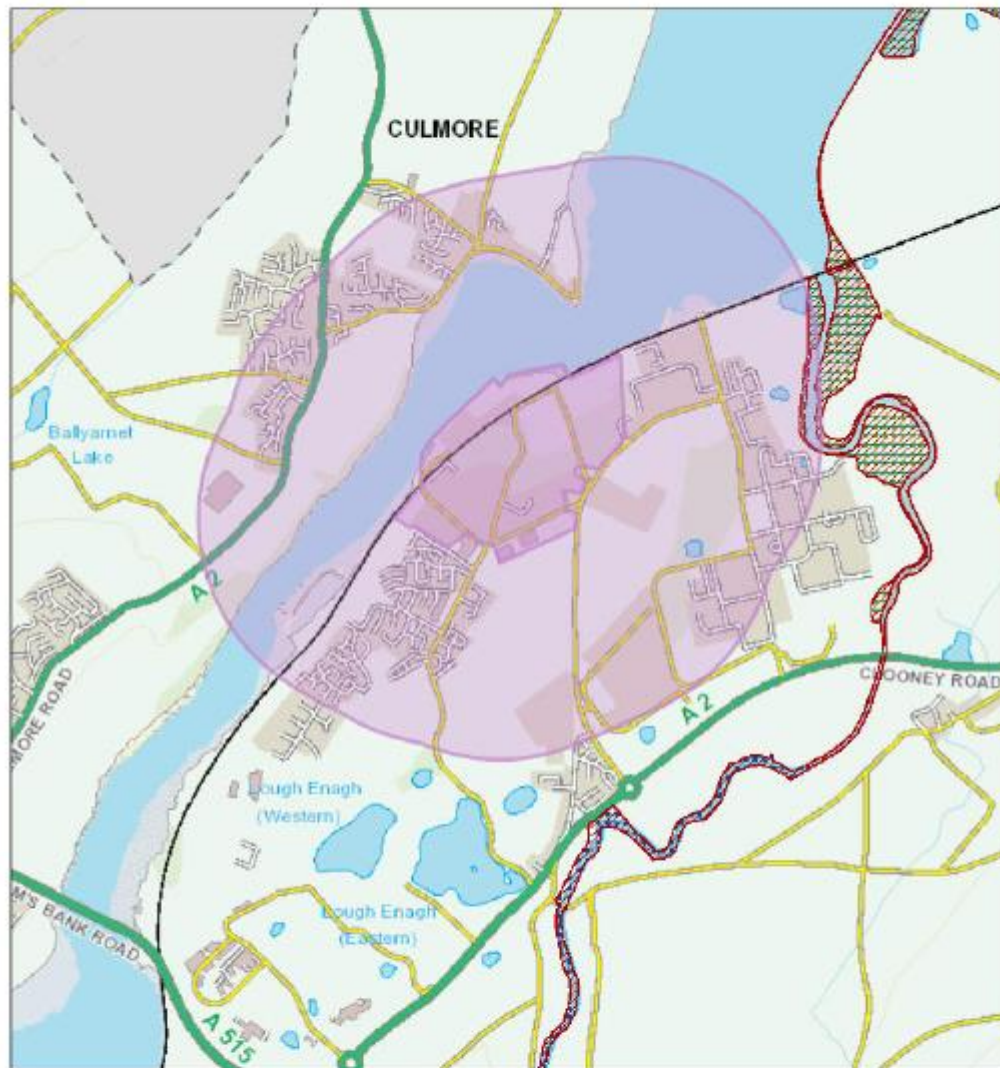 CULMORE
Ballyarnet
Lake
A 2
MORE ROAD
CLOONEY ROAD
A 2
Lough Enagh
(Western)
Lough Enagh
(Eastern)
M'S BANK ROAD
A 515